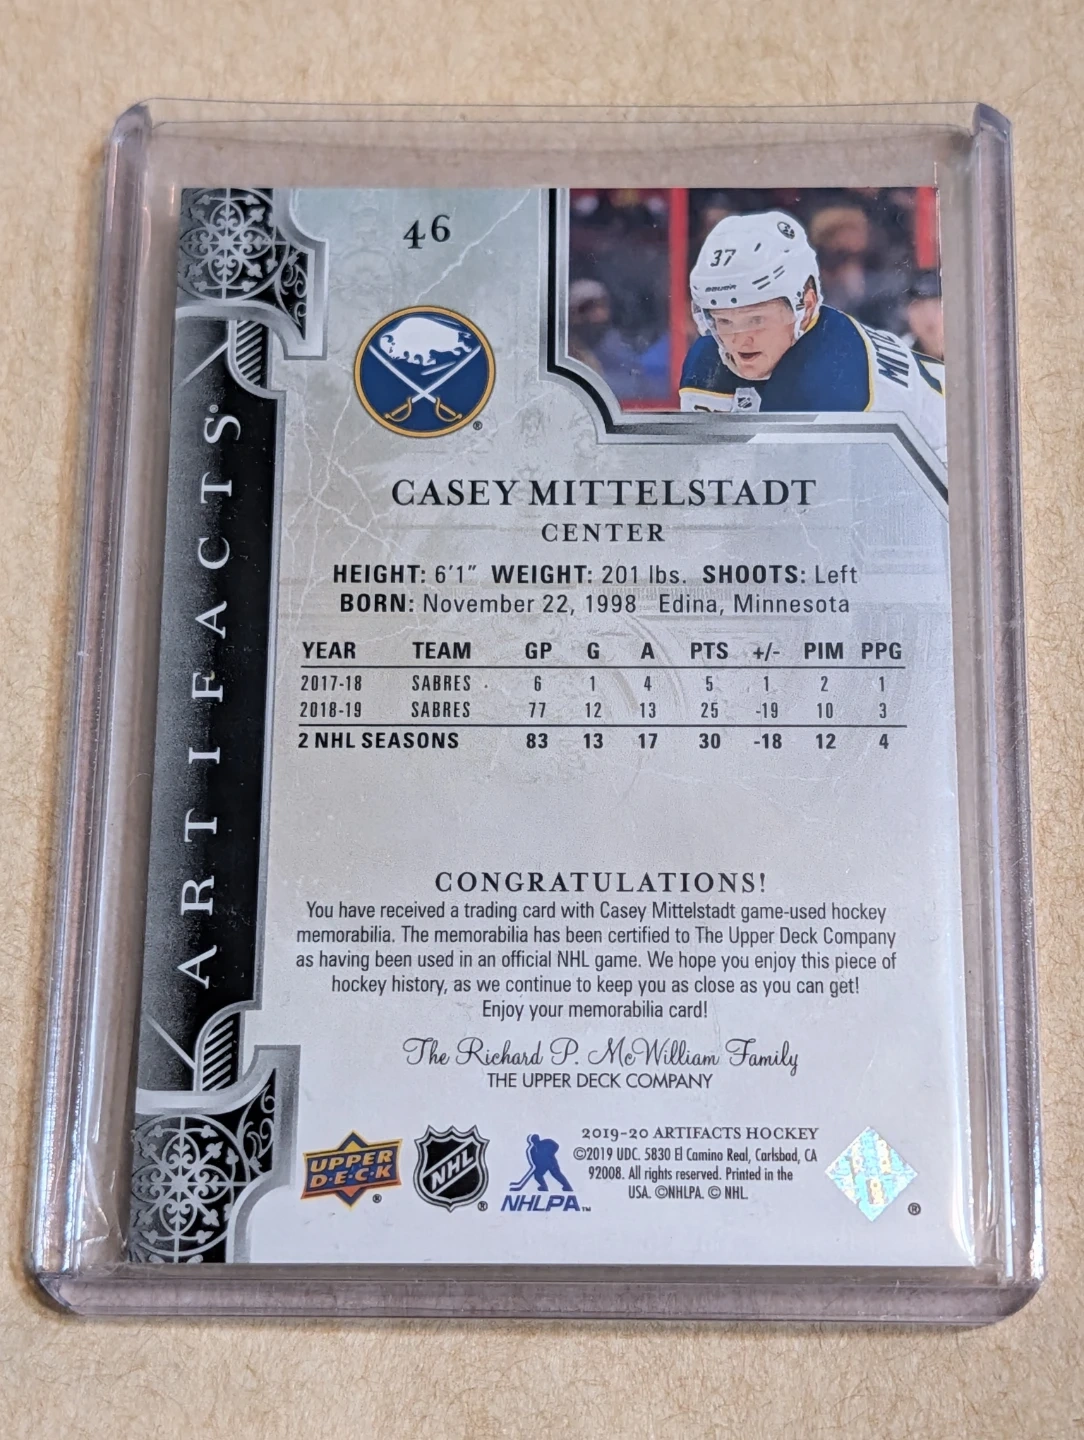 46
37
BAUER
MITTE
ARTIFACTS®
®
CASEY MITTELSTADT
CENTER
HEIGHT: 6'1" WEIGHT: 201 lbs. SHOOTS: Left
BORN: November 22, 1998 Edina, Minnesota
YEAR TEAM GP G A PTS +/- PIM PPG
2017-18 SABRES 6 1 4 5 1 2 1
2018-19 SABRES 77 12 13 25 -19 10 3
2 NHL SEASONS 83 13 17 30 -18 12 4
CONGRATULATIONS!
You have received a trading card with Casey Mittelstadt game-used hockey
memorabilia. The memorabilia has been certified to The Upper Deck Company
as having been used in an official NHL game. We hope you enjoy this piece of
hockey history, as we continue to keep you as close as you can get!
Enjoy your memorabilia card!
The Richard P. McWilliam Family
THE UPPER DECK COMPANY
UPPER
D·E·C·K
®
NHL
®
NHLPA™
2019-20 ARTIFACTS HOCKEY
©2019 UDC. 5830 El Camino Real, Carlsbad, CA
92008. All rights reserved. Printed in the
USA. ©NHLPA. © NHL.
®